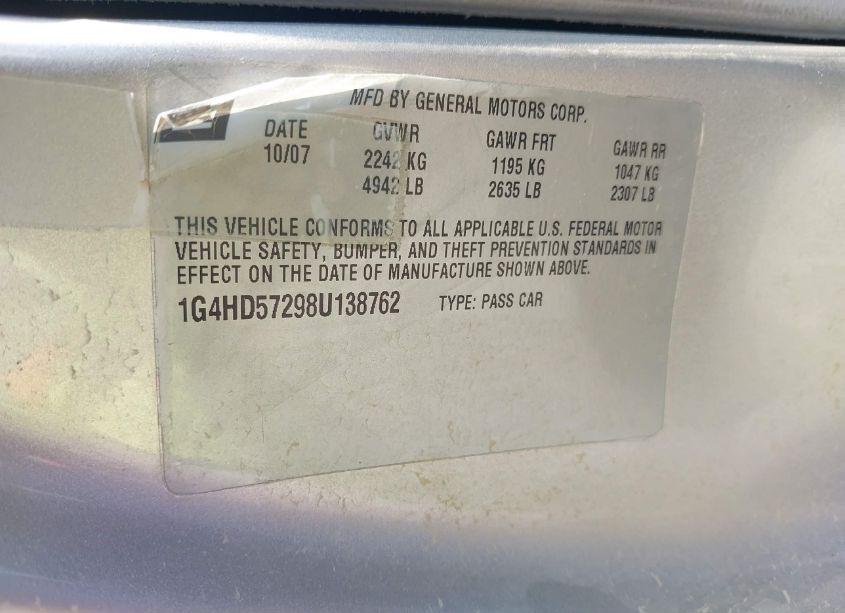 MFD BY GENERAL MOTORS CORP.
DATE GVWR GAWR FRT GAWR RR
10/07 2242 KG 1195 KG 1047 KG
4942 LB 2635 LB 2307 LB
THIS VEHICLE CONFORMS TO ALL APPLICABLE U.S. FEDERAL MOTOR
VEHICLE SAFETY, BUMPER, AND THEFT PREVENTION STANDARDS IN
EFFECT ON THE DATE OF MANUFACTURE SHOWN ABOVE.
1G4HD57298U138762 TYPE: PASS CAR